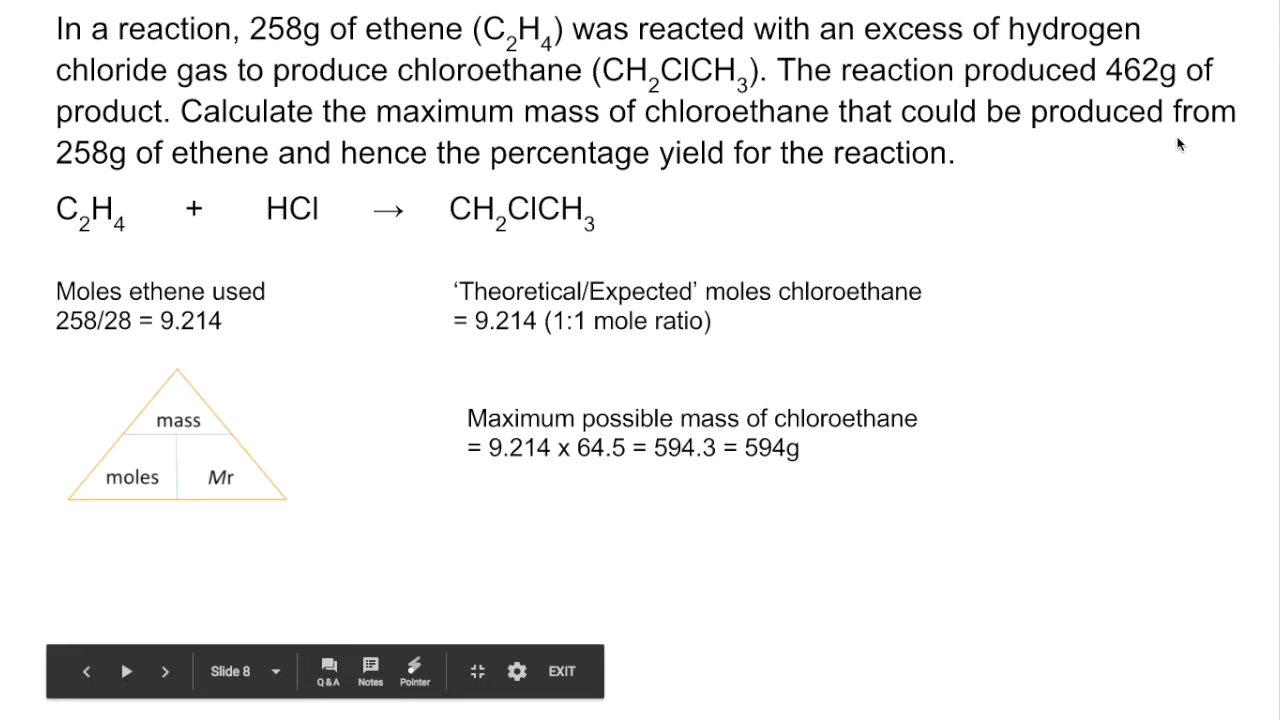 In a reaction, 258g of ethene (C₂H₄) was reacted with an excess of hydrogen
chloride gas to produce chloroethane (CH₂ClCH₃). The reaction produced 462g of
product. Calculate the maximum mass of chloroethane that could be produced from
258g of ethene and hence the percentage yield for the reaction.
C₂H₄ + HCl → CH₂ClCH₃
Moles ethene used
258/28 = 9.214
‘Theoretical/Expected’ moles chloroethane
= 9.214 (1:1 mole ratio)
mass
moles Mr
Maximum possible mass of chloroethane
= 9.214 x 64.5 = 594.3 = 594g
Slide 8 Q&A Notes Pointer EXIT